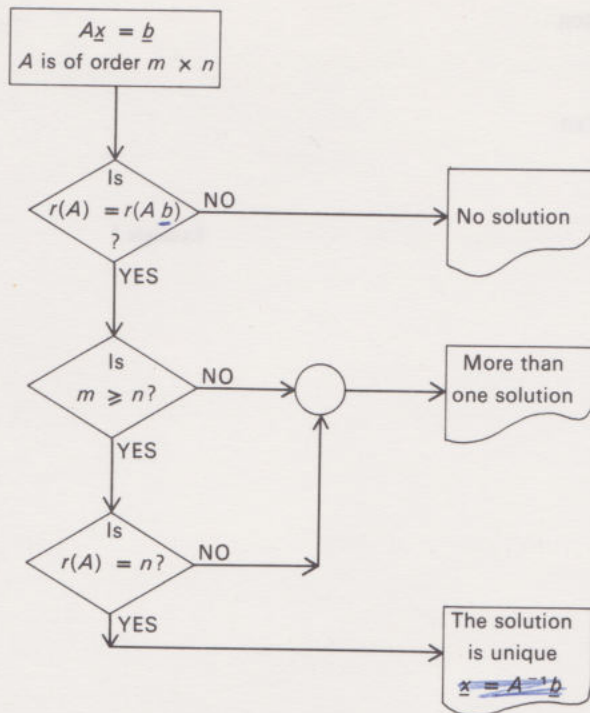 Ax = b
A is of order m × n
Is
r(A) = r(A b)
?
NO
No solution
YES
Is
m ⩾ n?
NO
More than
one solution
YES
Is
r(A) = n?
NO
YES
The solution
is unique
x = A⁻¹b